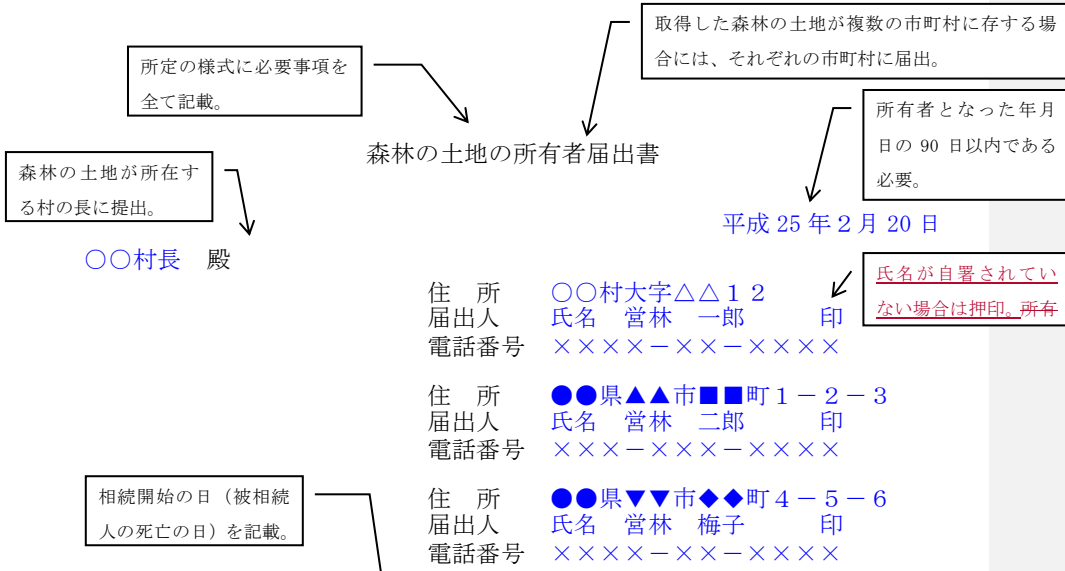 取得した森林の土地が複数の市町村に存する場
合には、それぞれの市町村に届出。
所定の様式に必要事項を
全て記載。
所有者となった年月
日の 90 日以内である
必要。
森林の土地の所有者届出書
森林の土地が所在す
る村の長に提出。
平成 25 年２月 20 日
○○村長　殿
氏名が自署されてい
ない場合は押印。所有
住　所　○○村大字△△１２
届出人　氏名　営林　一郎　印
電話番号　××××－××－××××
住　所　●●県▲▲市■■町１－２－３
届出人　氏名　営林　二郎　印
電話番号　×××－×××－××××
相続開始の日（被相続
人の死亡の日）を記載。
住　所　●●県▼▼市◆◆町４－５－６
届出人　氏名　営林　梅子　印
電話番号　××××－××－××××